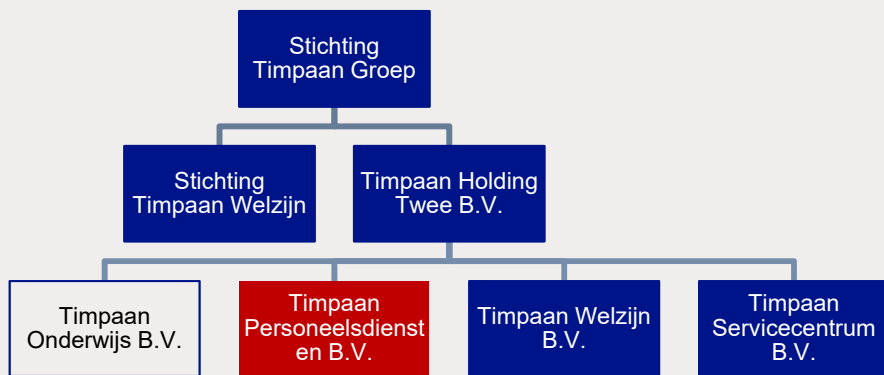 Stichting
Timpaan Groep
Stichting
Timpaan Welzijn
Timpaan Holding
Twee B.V.
Timpaan
Onderwijs B.V.
Timpaan
Personeelsdienst
en B.V.
Timpaan Welzijn
B.V.
Timpaan
Servicecentrum
B.V.